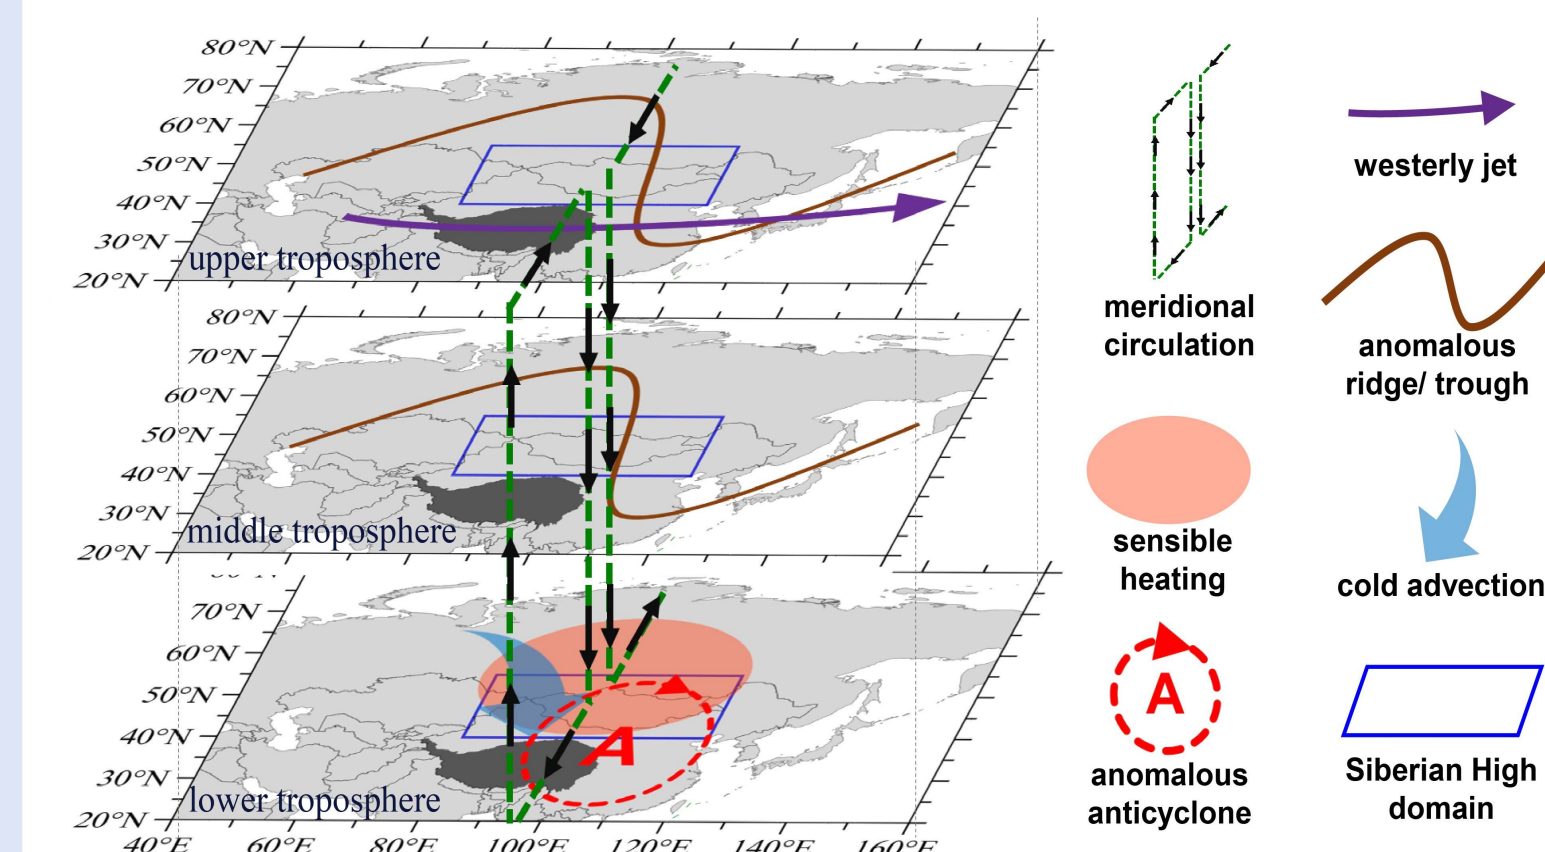 80°N
70°N
60°N
50°N
40°N
30°N
20°N
upper troposphere
80°N
70°N
60°N
50°N
40°N
30°N
20°N
middle troposphere
70°N
60°N
50°N
40°N
30°N
20°N
A
lower troposphere
40°E 60°E 80°E 100°E 120°E 140°E 160°E
meridional
circulation
westerly jet
anomalous
ridge/ trough
sensible
heating
cold advection
A
anomalous
anticyclone
Siberian High
domain